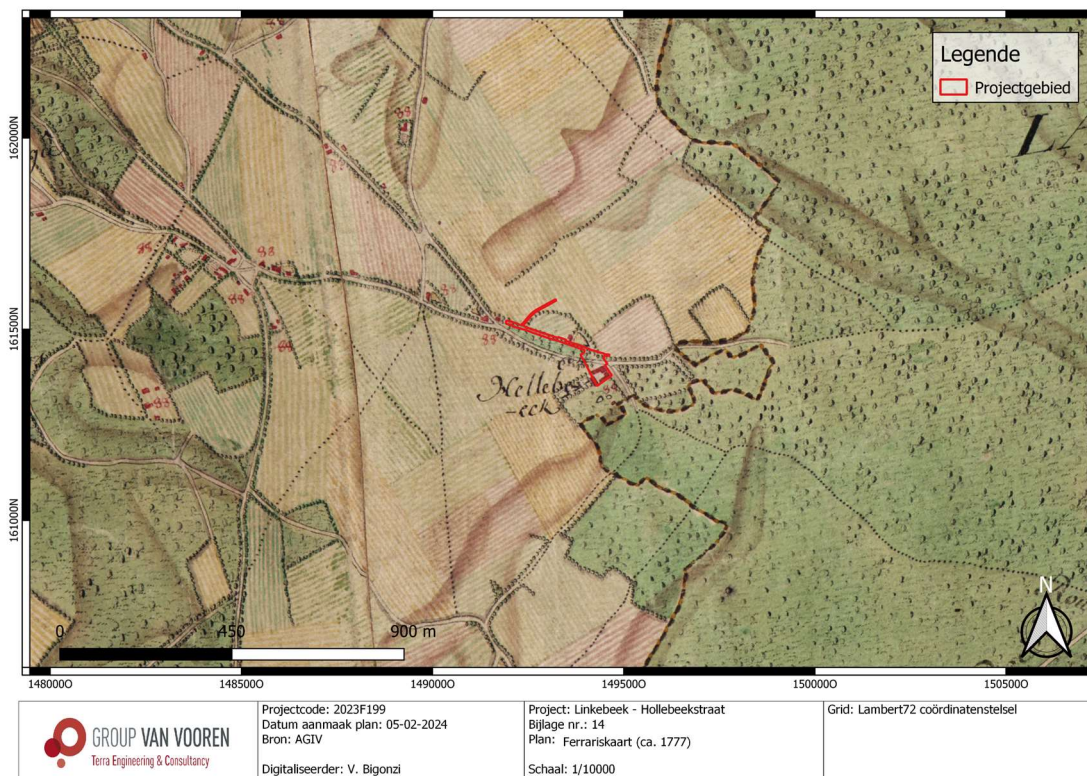 Legende
Projectgebied
162000N
161500N
161000N
Hellebe
-eck
N
0
450
900 m
148000O
148500O
149000O
149500O
150000O
150500O
GROUP VAN VOOREN
Terra Engineering & Consultancy
Projectcode: 2023F199
Datum aanmaak plan: 05-02-2024
Bron: AGIV
Digitaliseerder: V. Bigonzi
Project: Linkebeek - Hollebeekstraat
Bijlage nr.: 14
Plan: Ferrariskaart (ca. 1777)
Schaal: 1/10000
Grid: Lambert72 coördinatenstelsel